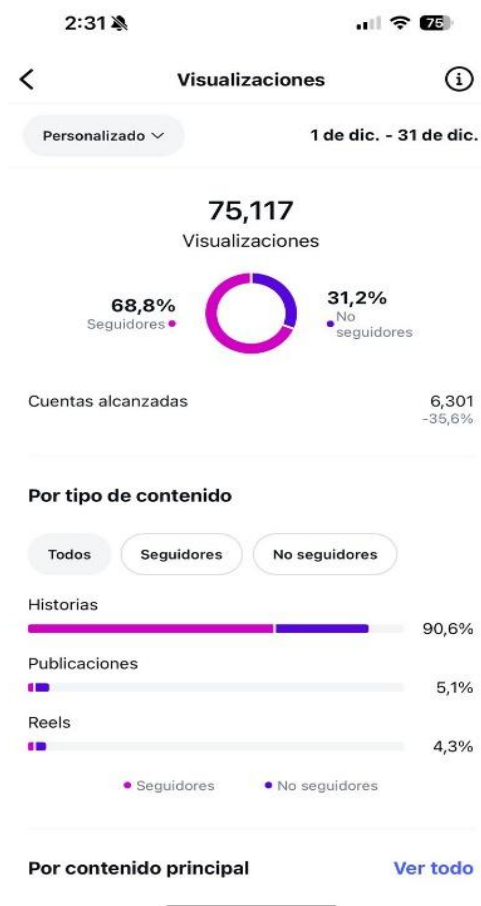 2:31
75
Visualizaciones
Personalizado
1 de dic. - 31 de dic.
75,117
Visualizaciones
68,8%
Seguidores
31,2%
No
seguidores
Cuentas alcanzadas
6,301
-35,6%
Por tipo de contenido
Todos
Seguidores
No seguidores
Historias
90,6%
Publicaciones
5,1%
Reels
4,3%
Seguidores
No seguidores
Por contenido principal
Ver todo